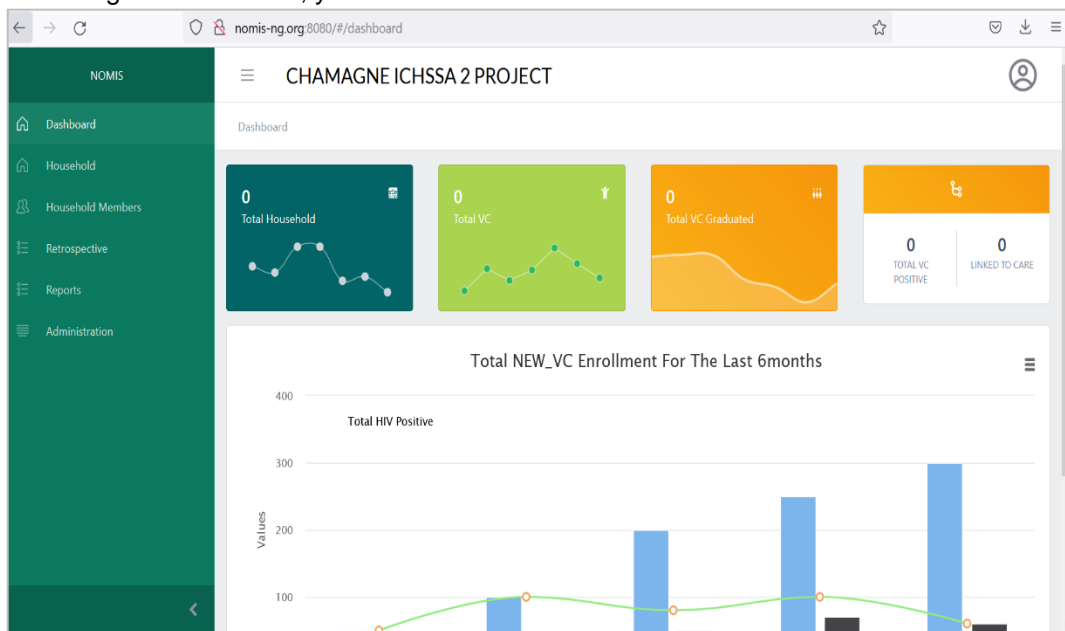 nomis-ng.org:8080/#/dashboard
NOMIS
CHAMAGNE ICHSSA 2 PROJECT
Dashboard
Household
Household Members
Retrospective
Reports
Administration
Dashboard
0
Total Household
0
Total VC
0
Total VC Graduated
0
TOTAL VC
POSITIVE
0
LINKED TO CARE
Total NEW_VC Enrollment For The Last 6months
Total HIV Positive
Values
400
300
200
100